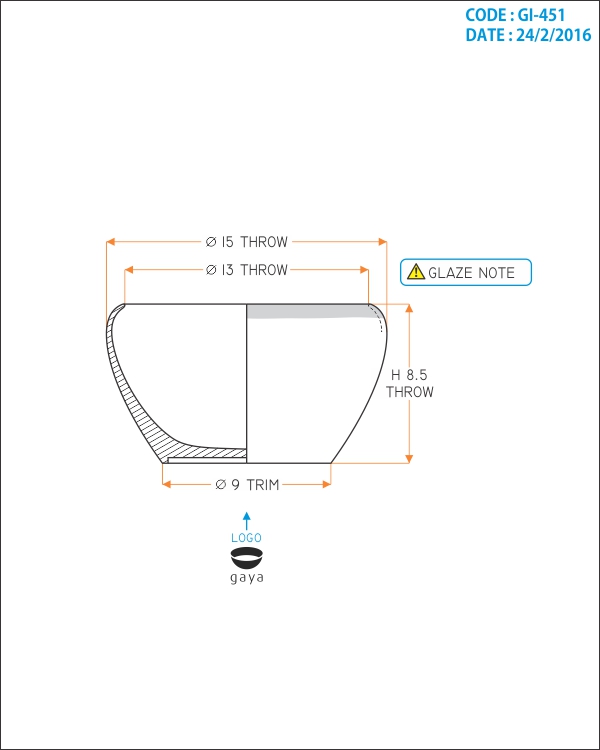 CODE : GI-451
DATE : 24/2/2016
Ø 15 THROW
Ø 13 THROW
GLAZE NOTE
H 8.5
THROW
Ø 9 TRIM
LOGO
gaya